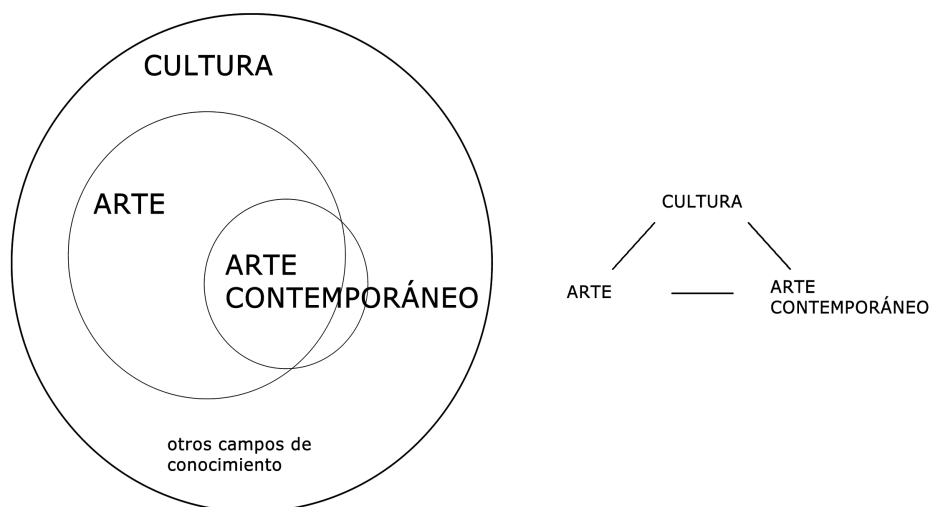 CULTURA
ARTE
ARTE
CONTEMPORÁNEO
otros campos de
conocimiento
CULTURA
ARTE
ARTE
CONTEMPORÁNEO